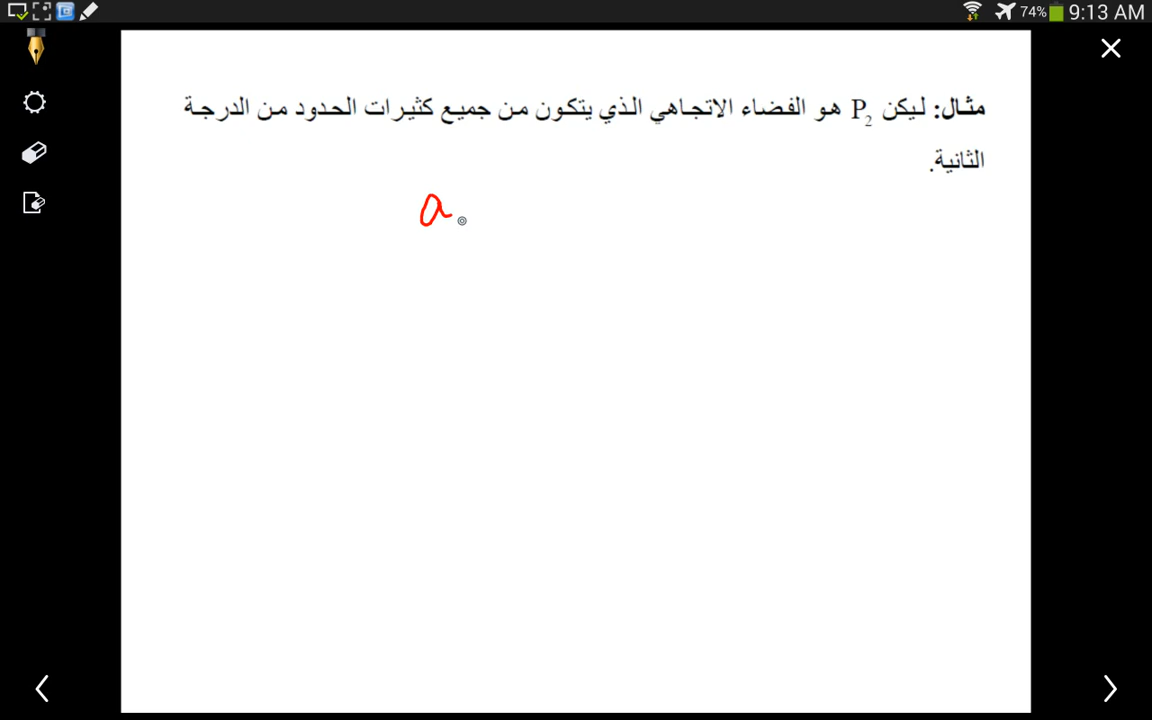 74% 9:13 AM
مثال: ليكن P₂ هو الفضاء الاتجاهي الذي يتكون من جميع كثيرات الحدود من الدرجة
الثانية.
a